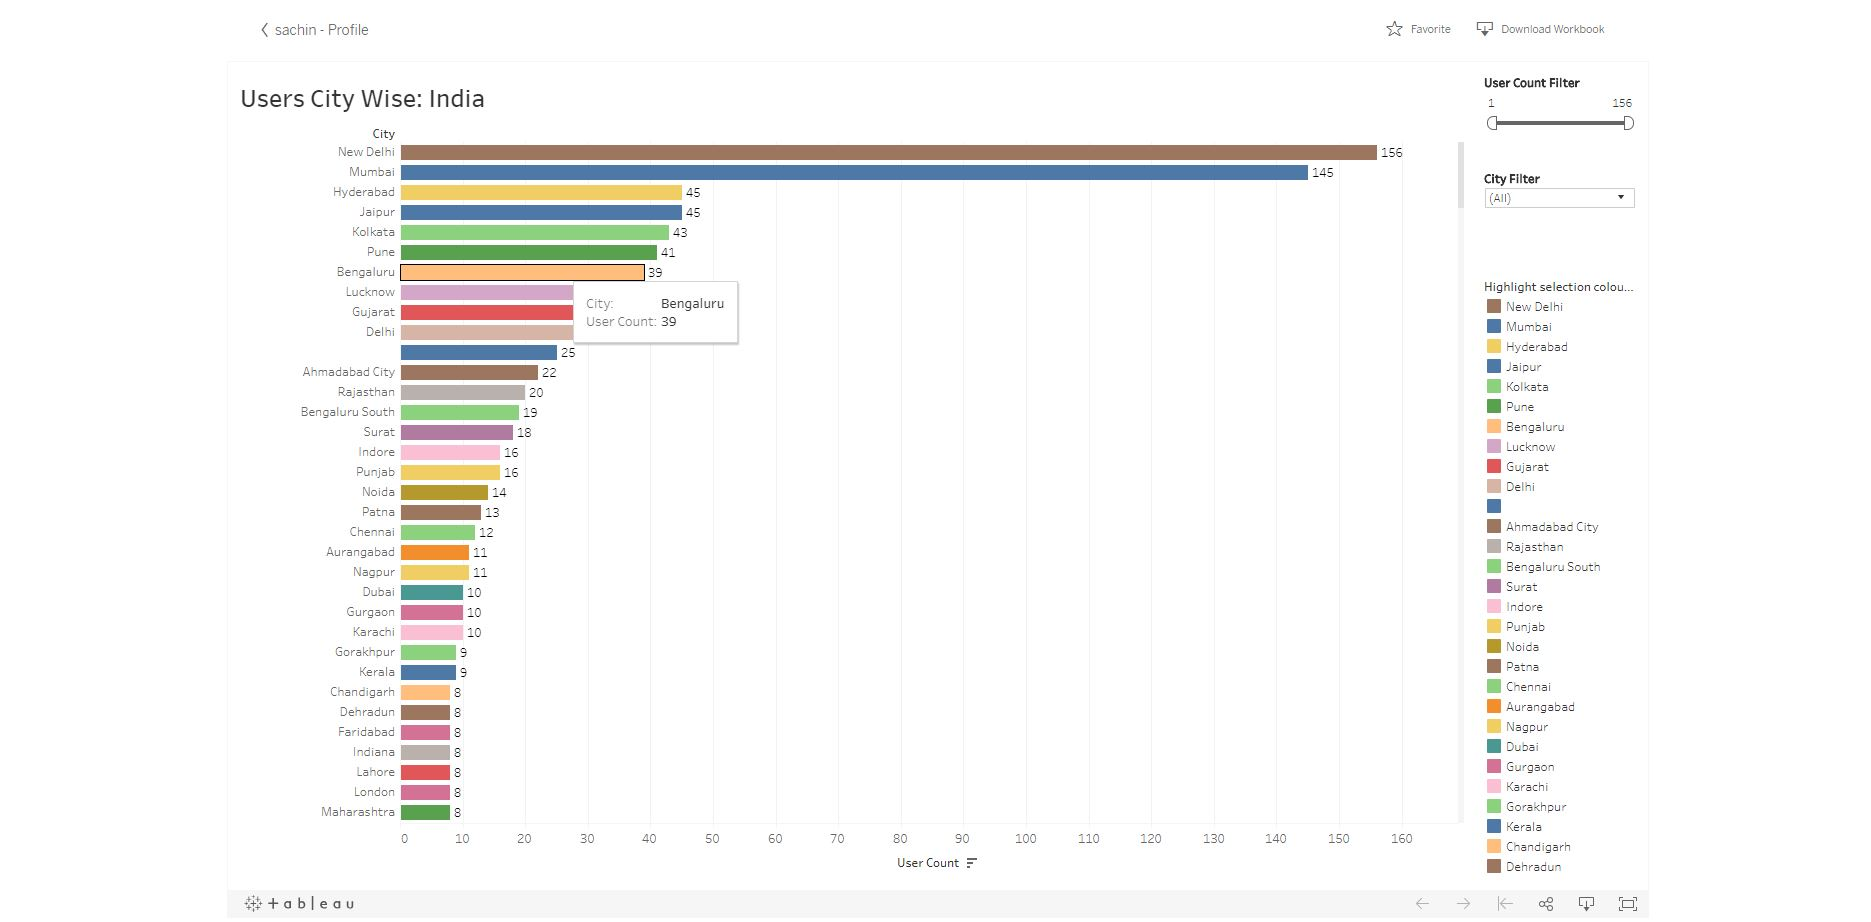 sachin - Profile
Favorite
Download Workbook
Users City Wise: India
City
New Delhi 156
Mumbai 145
Hyderabad 45
Jaipur 45
Kolkata 43
Pune 41
Bengaluru 39
Lucknow
Gujarat
Delhi
City: Bengaluru
User Count: 39
25
Ahmadabad City 22
Rajasthan 20
Bengaluru South 19
Surat 18
Indore 16
Punjab 16
Noida 14
Patna 13
Chennai 12
Aurangabad 11
Nagpur 11
Dubai 10
Gurgaon 10
Karachi 10
Gorakhpur 9
Kerala 9
Chandigarh 8
Dehradun 8
Faridabad 8
Indiana 8
Lahore 8
London 8
Maharashtra 8
0 10 20 30 40 50 60 70 80 90 100 110 120 130 140 150 160
User Count
User Count Filter
1 156
City Filter
(All)
Highlight selection colou...
New Delhi
Mumbai
Hyderabad
Jaipur
Kolkata
Pune
Bengaluru
Lucknow
Gujarat
Delhi
Ahmadabad City
Rajasthan
Bengaluru South
Surat
Indore
Punjab
Noida
Patna
Chennai
Aurangabad
Nagpur
Dubai
Gurgaon
Karachi
Gorakhpur
Kerala
Chandigarh
Dehradun
+ a b | e a u